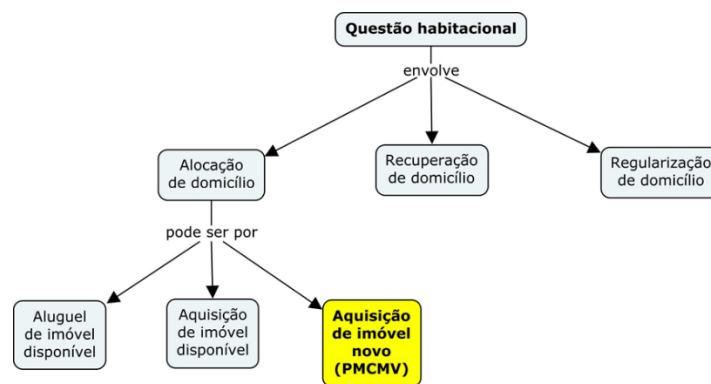 Questão habitacional
envolve
Alocação
de domicílio
Recuperação
de domicílio
Regularização
de domicílio
pode ser por
Aluguel
de imóvel
disponível
Aquisição
de imóvel
disponível
Aquisição
de imóvel
novo
(PMCMV)